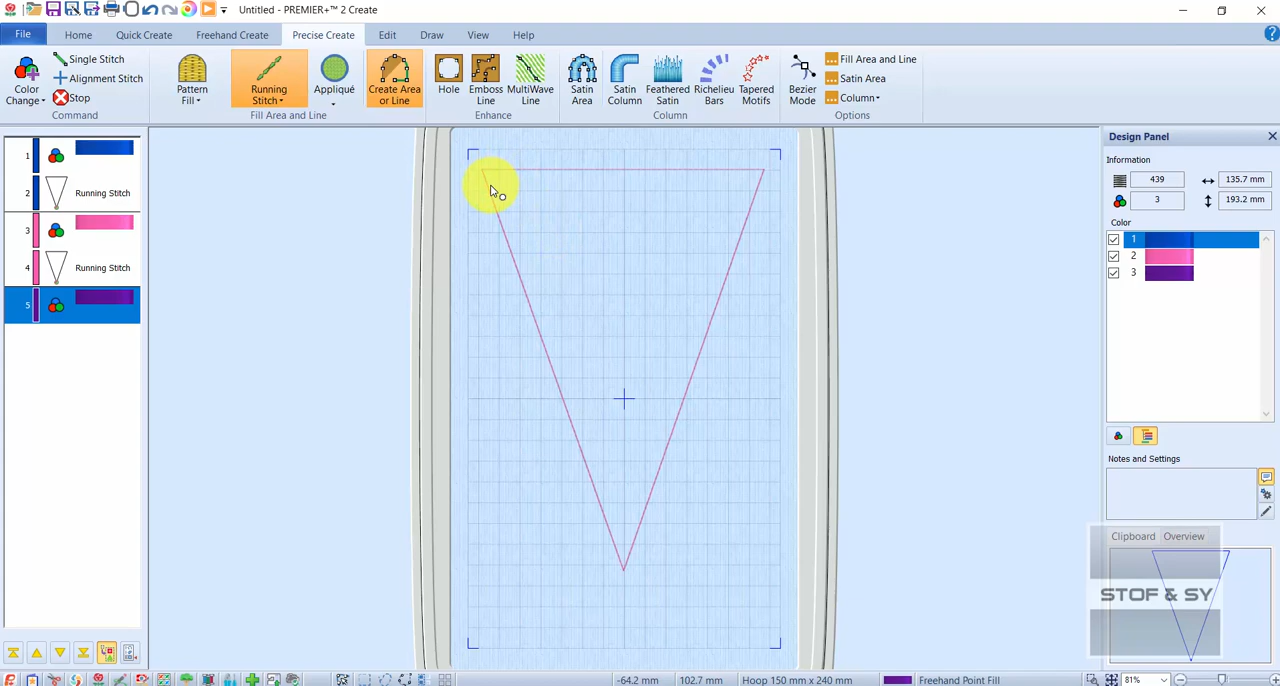 Untitled - PREMIER+™ 2 Create
File Home Quick Create Freehand Create Precise Create Edit Draw View Help
Color Change
Single Stitch
Alignment Stitch
Stop
Command
Pattern Fill
Running Stitch
Appliqué
Create Area or Line
Fill Area and Line
Hole
Emboss Line
MultiWave Line
Enhance
Satin Area
Satin Column
Feathered Satin
Richelieu Bars
Tapered Motifs
Column
Bezier Mode
Fill Area and Line
Satin Area
Column
Options
1
2 Running Stitch
3
4 Running Stitch
5
Design Panel
Information
439 135.7 mm
3 193.2 mm
Color
1
2
3
Notes and Settings
Clipboard Overview
STOF & SY
-64.2 mm 102.7 mm Hoop 150 mm x 240 mm Freehand Point Fill 81%